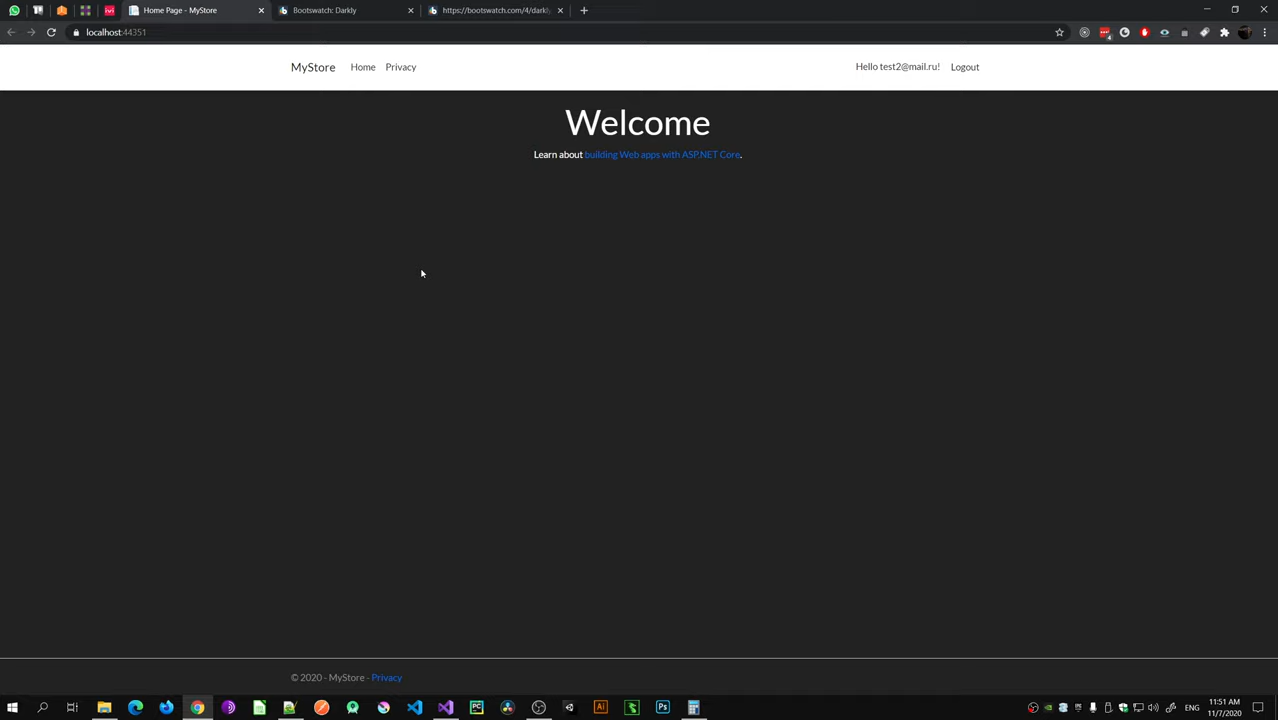 Home Page - MyStore
Bootswatch: Darkly
https://bootswatch.com/4/darkl
localhost:44351
MyStore Home Privacy Hello test2@mail.ru! Logout
Welcome
Learn about building Web apps with ASP.NET Core.
© 2020 - MyStore - Privacy
ENG
11:51 AM
11/7/2020